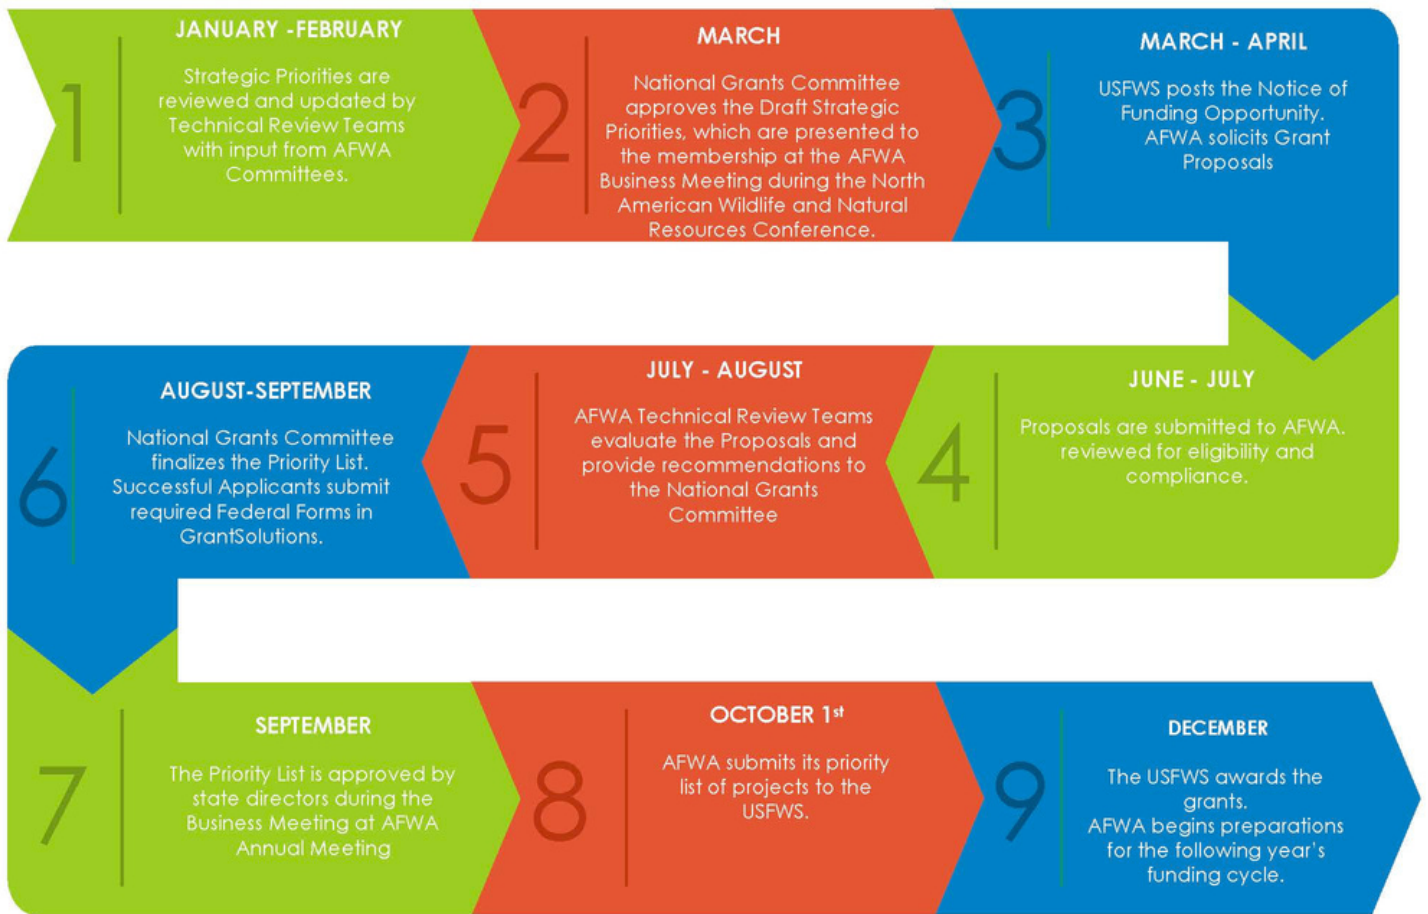 1
JANUARY -FEBRUARY
Strategic Priorities are
reviewed and updated by
Technical Review Teams
with input from AFWA
Committees.
2
MARCH
National Grants Committee
approves the Draft Strategic
Priorities, which are presented to
the membership at the AFWA
Business Meeting during the North
American Wildlife and Natural
Resources Conference.
3
MARCH - APRIL
USFWS posts the Notice of
Funding Opportunity.
AFWA solicits Grant
Proposals
4
JUNE - JULY
Proposals are submitted to AFWA.
reviewed for eligibility and
compliance.
5
JULY - AUGUST
AFWA Technical Review Teams
evaluate the Proposals and
provide recommendations to
the National Grants
Committee
6
AUGUST-SEPTEMBER
National Grants Committee
finalizes the Priority List.
Successful Applicants submit
required Federal Forms in
GrantSolutions.
7
SEPTEMBER
The Priority List is approved by
state directors during the
Business Meeting at AFWA
Annual Meeting
8
OCTOBER 1st
AFWA submits its priority
list of projects to the
USFWS.
9
DECEMBER
The USFWS awards the
grants.
AFWA begins preparations
for the following year's
funding cycle.